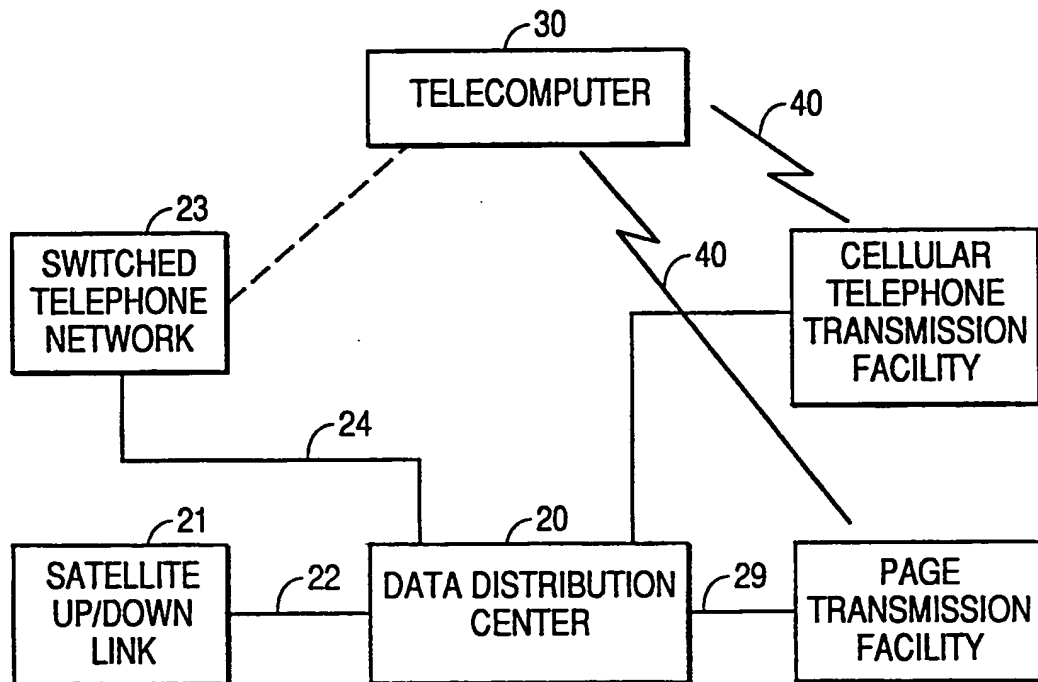 30
TELECOMPUTER
40
23
SWITCHED
TELEPHONE
NETWORK
40
CELLULAR
TELEPHONE
TRANSMISSION
FACILITY
24
21
SATELLITE
UP/DOWN
LINK
22
20
DATA DISTRIBUTION
CENTER
29
PAGE
TRANSMISSION
FACILITY